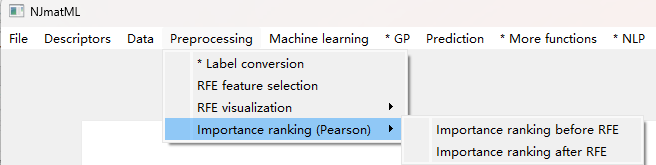 NJmatML
File Descriptors Data Preprocessing Machine learning * GP Prediction * More functions * NLP
* Label conversion
RFE feature selection
RFE visualization
Importance ranking (Pearson) Importance ranking before RFE
Importance ranking after RFE